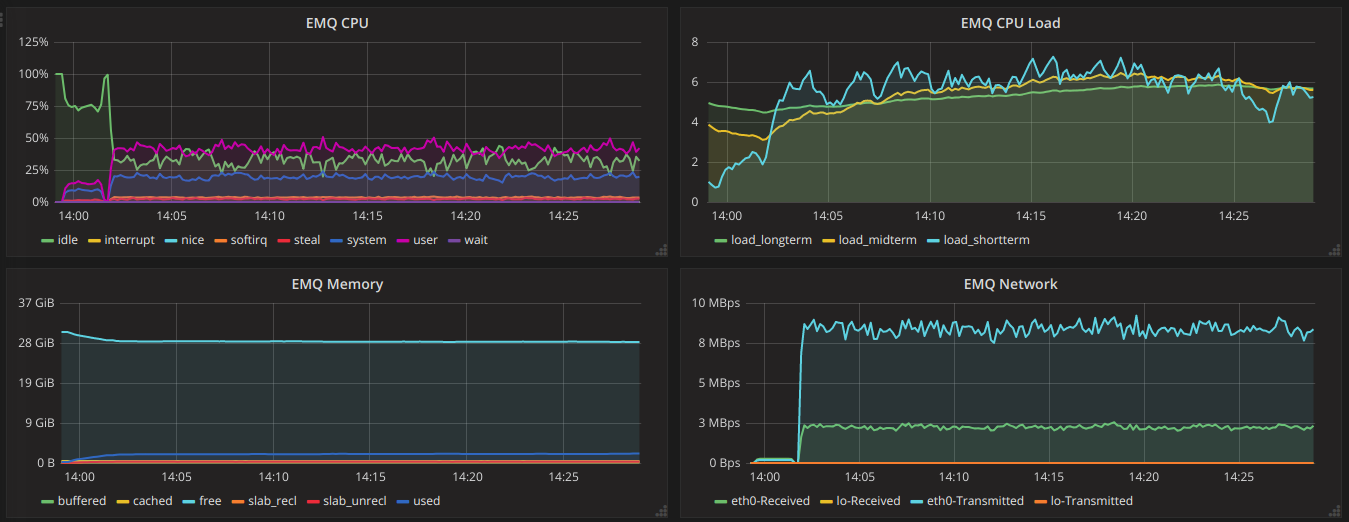 EMQ CPU
125%
100%
75%
50%
25%
0%
14:00 14:05 14:10 14:15 14:20 14:25
idle interrupt nice softirq steal system user wait
EMQ CPU Load
8
6
4
2
0
14:00 14:05 14:10 14:15 14:20 14:25
load_longterm load_midterm load_shortterm
EMQ Memory
37 GiB
28 GiB
19 GiB
9 GiB
0 B
14:00 14:05 14:10 14:15 14:20 14:25
buffered cached free slab_recl slab_unrecl used
EMQ Network
10 MBps
8 MBps
5 MBps
3 MBps
0 Bps
14:00 14:05 14:10 14:15 14:20 14:25
eth0-Received lo-Received eth0-Transmitted lo-Transmitted